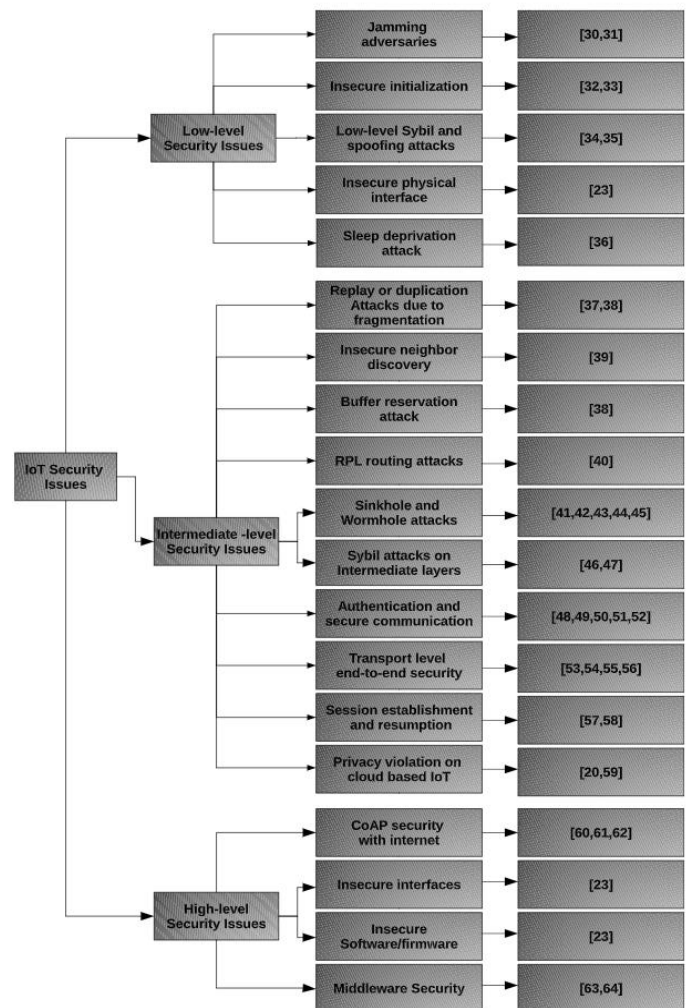 Jamming
adversaries
[30,31]
Insecure initialization
[32,33]
Low-level
Security Issues
Low-level Sybil and
spoofing attacks
[34,35]
Insecure physical
interface
[23]
Sleep deprivation
attack
[36]
Replay or duplication
Attacks due to
fragmentation
[37,38]
Insecure neighbor
discovery
[39]
Buffer reservation
attack
[38]
IoT Security
Issues
RPL routing attacks
[40]
Intermediate -level
Security Issues
Sinkhole and
Wormhole attacks
[41,42,43,44,45]
Sybil attacks on
Intermediate layers
[46,47]
Authentication and
secure communication
[48,49,50,51,52]
Transport level
end-to-end security
[53,54,55,56]
Session establishment
and resumption
[57,58]
Privacy violation on
cloud based IoT
[20,59]
CoAP security
with internet
[60,61,62]
High-level
Security Issues
Insecure interfaces
[23]
Insecure
Software/firmware
[23]
Middleware Security
[63,64]